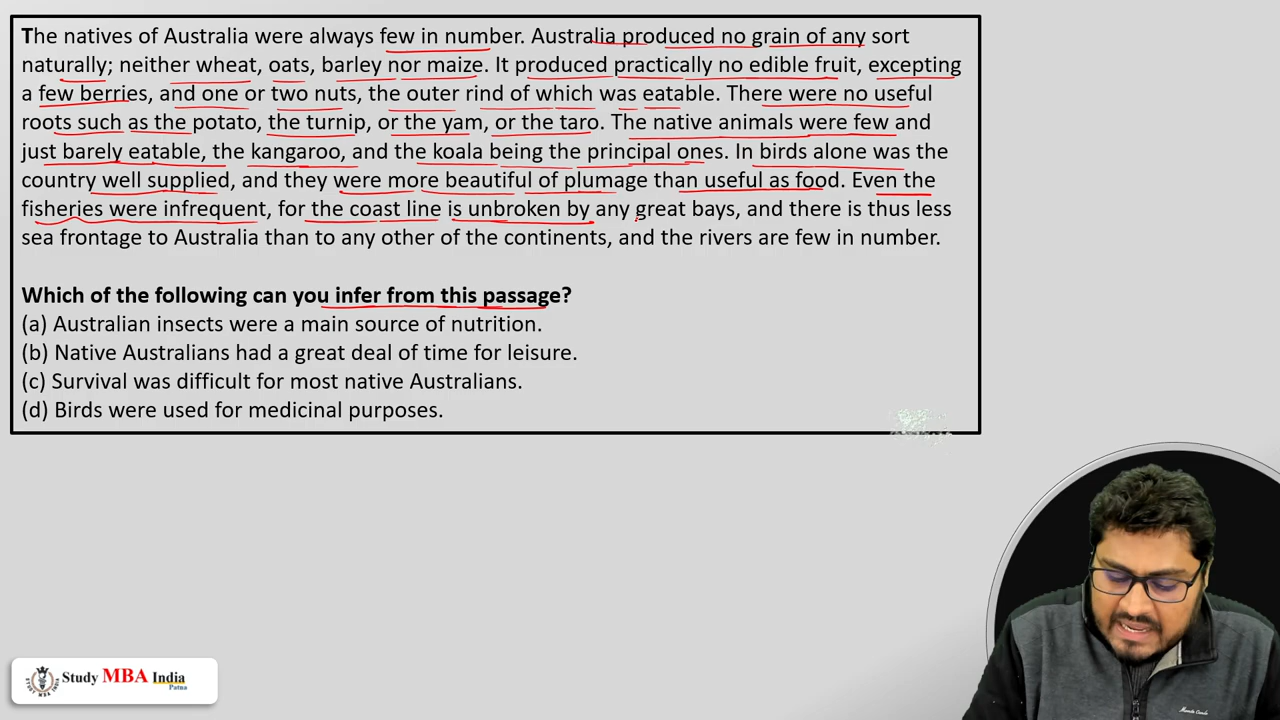 The natives of Australia were always few in number. Australia produced no grain of any sort
naturally; neither wheat, oats, barley nor maize. It produced practically no edible fruit, excepting
a few berries, and one or two nuts, the outer rind of which was eatable. There were no useful
roots such as the potato, the turnip, or the yam, or the taro. The native animals were few and
just barely eatable, the kangaroo, and the koala being the principal ones. In birds alone was the
country well supplied, and they were more beautiful of plumage than useful as food. Even the
fisheries were infrequent, for the coast line is unbroken by any great bays, and there is thus less
sea frontage to Australia than to any other of the continents, and the rivers are few in number.
Which of the following can you infer from this passage?
(a) Australian insects were a main source of nutrition.
(b) Native Australians had a great deal of time for leisure.
(c) Survival was difficult for most native Australians.
(d) Birds were used for medicinal purposes.
Study MBA India
Patna